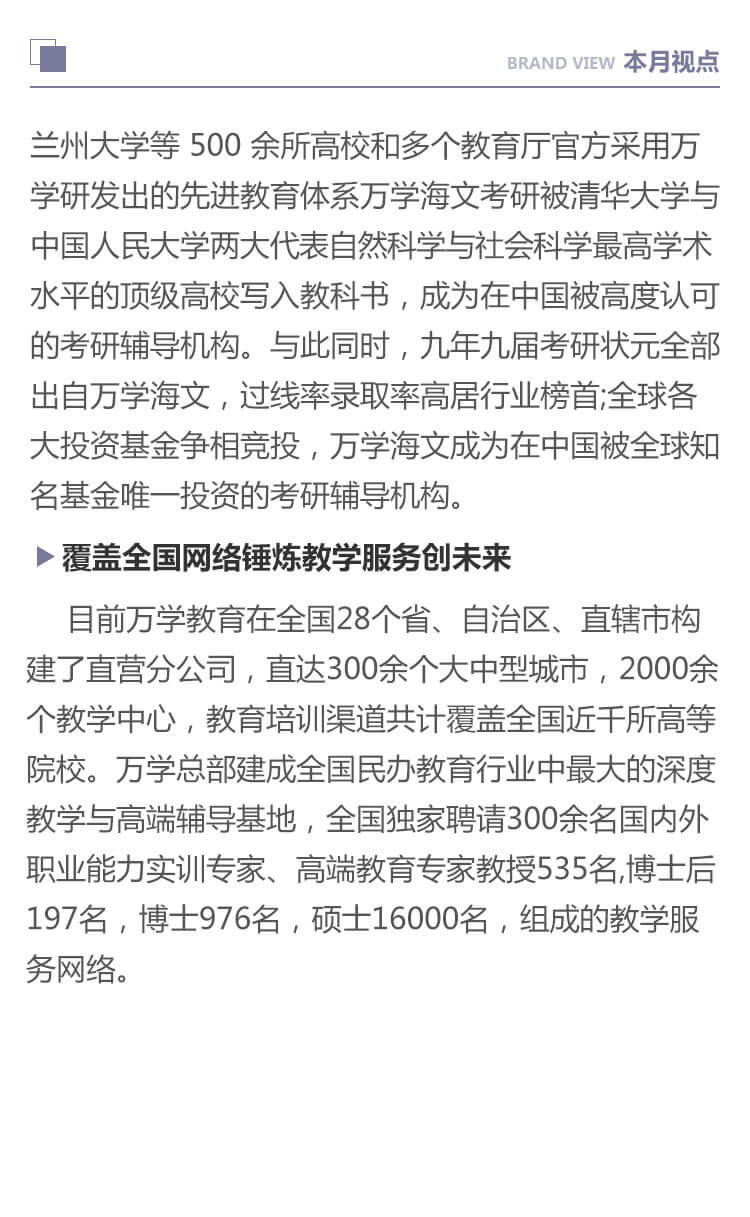 BRAND VIEW 本月视点
兰州大学等 500 余所高校和多个教育厅官方采用万
学研发出的先进教育体系万学海文考研被清华大学与
中国人民大学两大代表自然科学与社会科学最高学术
水平的顶级高校写入教科书，成为在中国被高度认可
的考研辅导机构。与此同时，九年九届考研状元全部
出自万学海文，过线率录取率高居行业榜首;全球各
大投资基金争相竞投，万学海文成为在中国被全球知
名基金唯一投资的考研辅导机构。
覆盖全国网络锤炼教学服务创未来
目前万学教育在全国28个省、自治区、直辖市构
建了直营分公司，直达300余个大中型城市，2000余
个教学中心，教育培训渠道共计覆盖全国近千所高等
院校。万学总部建成全国民办教育行业中最大的深度
教学与高端辅导基地，全国独家聘请300余名国内外
职业能力实训专家、高端教育专家教授535名,博士后
197名，博士976名，硕士16000名，组成的教学服
务网络。